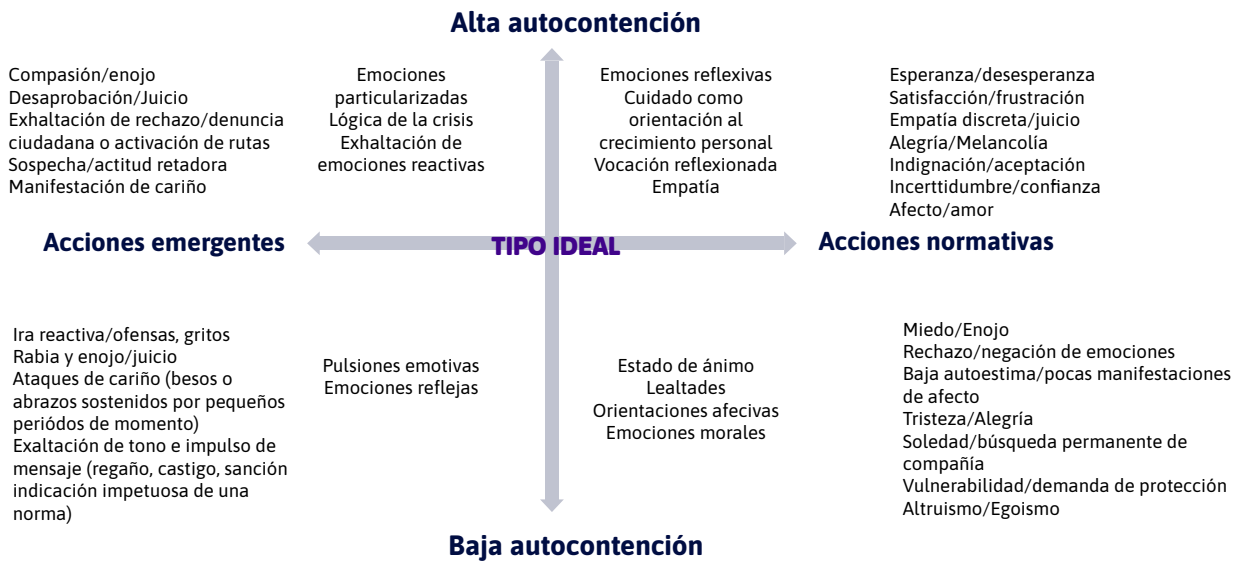 Alta autocontención
Compasión/enojo
Desaprobación/Juicio
Exhaltación de rechazo/denuncia
ciudadana o activación de rutas
Sospecha/actitud retadora
Manifestación de cariño
Emociones
particularizadas
Lógica de la crisis
Exhaltación de
emociones reactivas
Emociones reflexivas
Cuidado como
orientación al
crecimiento personal
Vocación reflexionada
Empatía
Esperanza/desesperanza
Satisfacción/frustración
Empatía discreta/juicio
Alegría/Melancolía
Indignación/aceptación
Incerttidumbre/confianza
Afecto/amor
Acciones emergentes
TIPO IDEAL
Acciones normativas
Ira reactiva/ofensas, gritos
Rabia y enojo/juicio
Ataques de cariño (besos o
abrazos sostenidos por pequeños
periódos de momento)
Exaltación de tono e impulso de
mensaje (regaño, castigo, sanción
indicación impetuosa de una
norma)
Pulsiones emotivas
Emociones reflejas
Estado de ánimo
Lealtades
Orientaciones afecivas
Emociones morales
Miedo/Enojo
Rechazo/negación de emociones
Baja autoestima/pocas manifestaciones
de afecto
Tristeza/Alegría
Soledad/búsqueda permanente de
compañía
Vulnerabilidad/demanda de protección
Altruismo/Egoismo
Baja autocontención